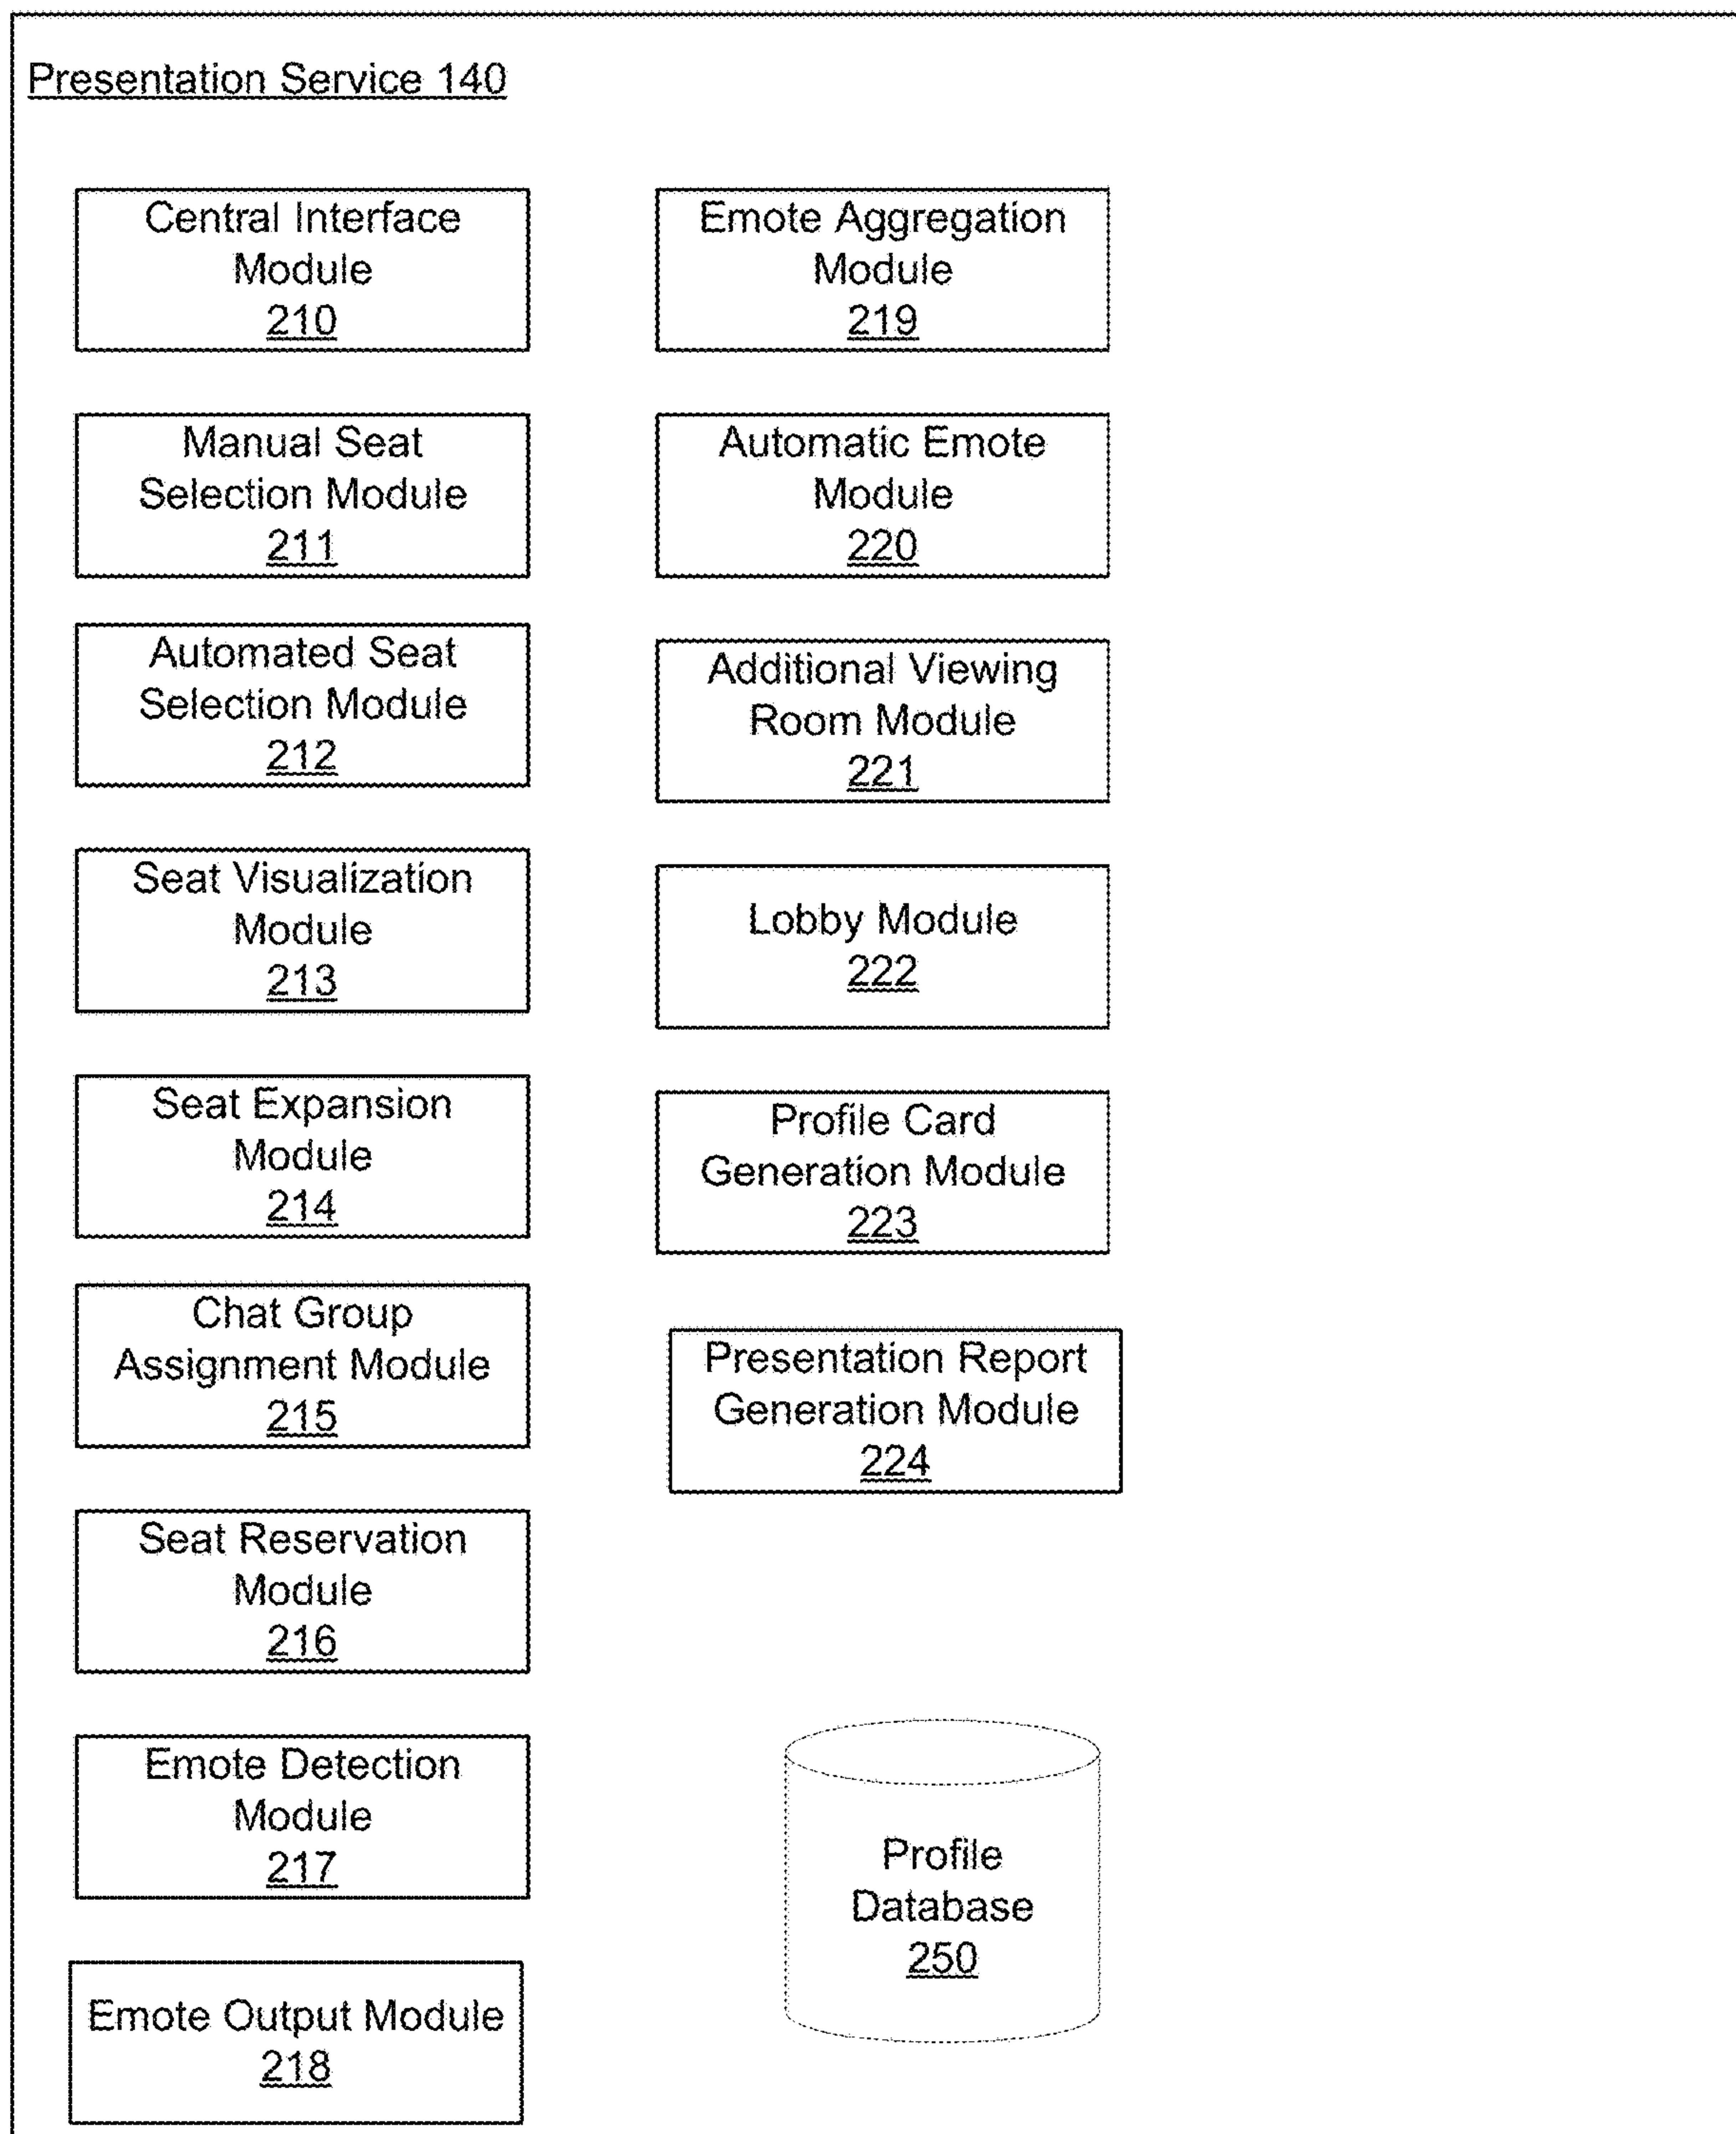 Presentation Service 140
Central Interface
Module
210
Manual Seat
Selection Module
211
Automated Seat
Selection Module
212
Seat Visualization
Module
213
Seat Expansion
Module
214
Chat Group
Assignment Module
215
Seat Reservation
Module
216
Emote Detection
Module
217
Emote Output Module
218
Emote Aggregation
Module
219
Automatic Emote
Module
220
Additional Viewing
Room Module
221
Lobby Module
222
Profile Card
Generation Module
223
Presentation Report
Generation Module
224
Profile
Database
250